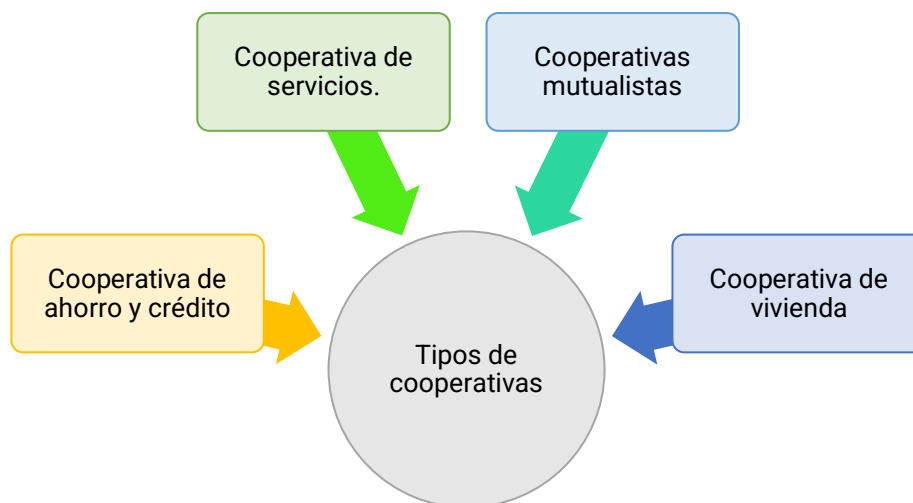 Cooperativa de
servicios.
Cooperativas
mutualistas
Cooperativa de
ahorro y crédito
Cooperativa de
vivienda
Tipos de
cooperativas